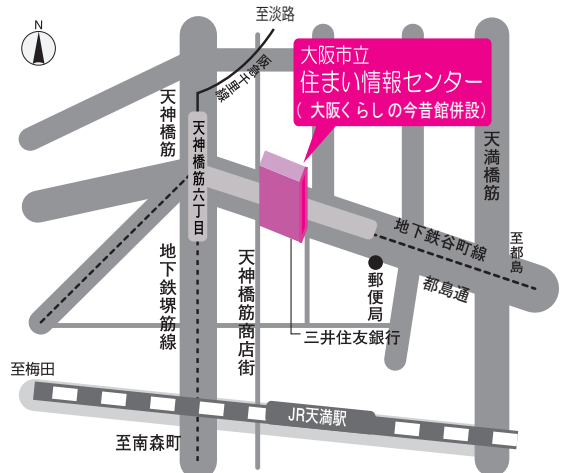 N
至淡路
阪急千里線
大阪市立
住まい情報センター
(大阪くらしの今昔館併設)
天神橋筋
天神橋筋六丁目
天満橋筋
地下鉄谷町線
至都島
都島通
郵便局
地下鉄堺筋線
天神橋筋商店街
三井住友銀行
至梅田
JR天満駅
至南森町